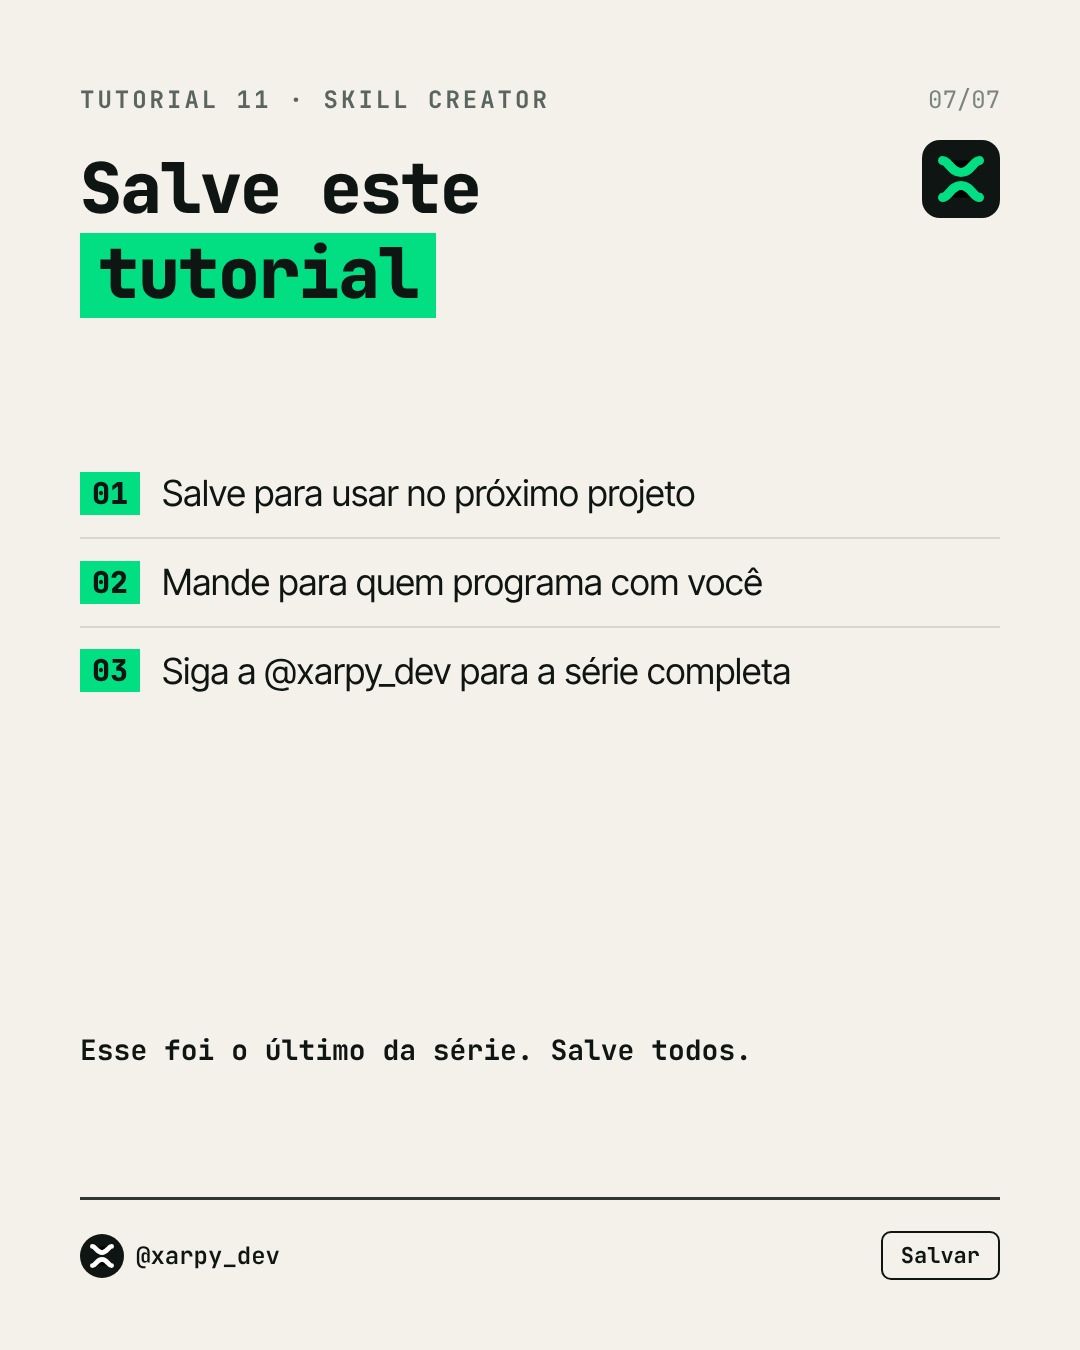 TUTORIAL 11 · SKILL CREATOR
07/07
Salve este
tutorial
01 Salve para usar no próximo projeto
02 Mande para quem programa com você
03 Siga a @xarpy_dev para a série completa
Esse foi o último da série. Salve todos.
@xarpy_dev
Salvar